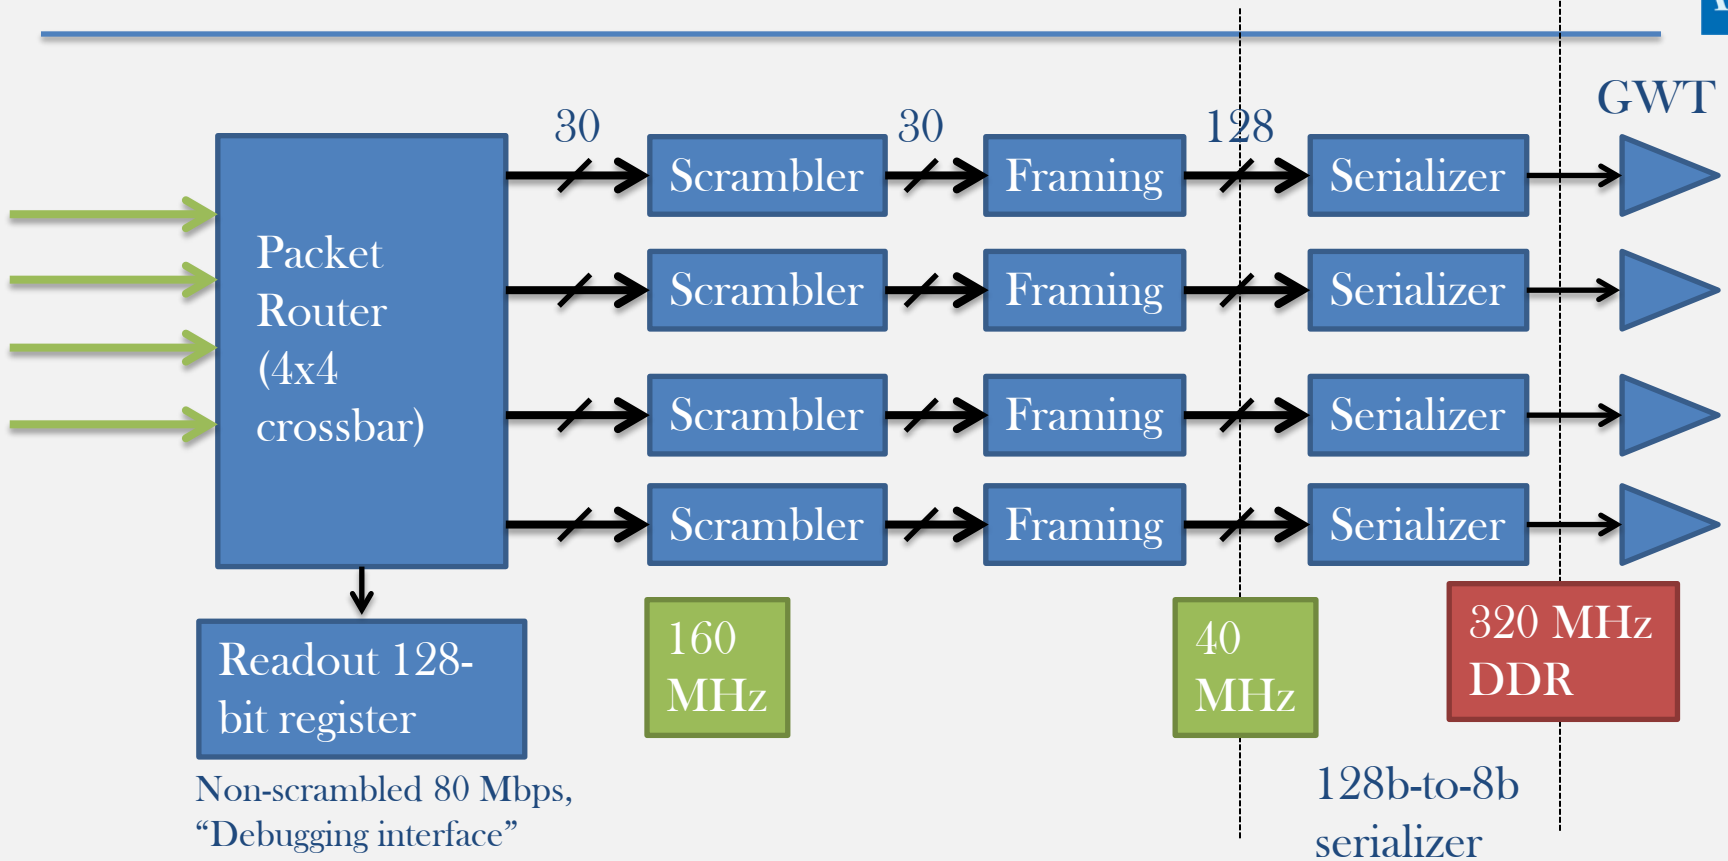 GWT
30
30
128
Scrambler
Framing
Serializer
Packet
Router
(4x4
crossbar)
Scrambler
Framing
Serializer
Scrambler
Framing
Serializer
Scrambler
Framing
Serializer
Readout 128-
bit register
160
MHz
40
MHz
320 MHz
DDR
Non-scrambled 80 Mbps,
“Debugging interface”
128b-to-8b
serializer